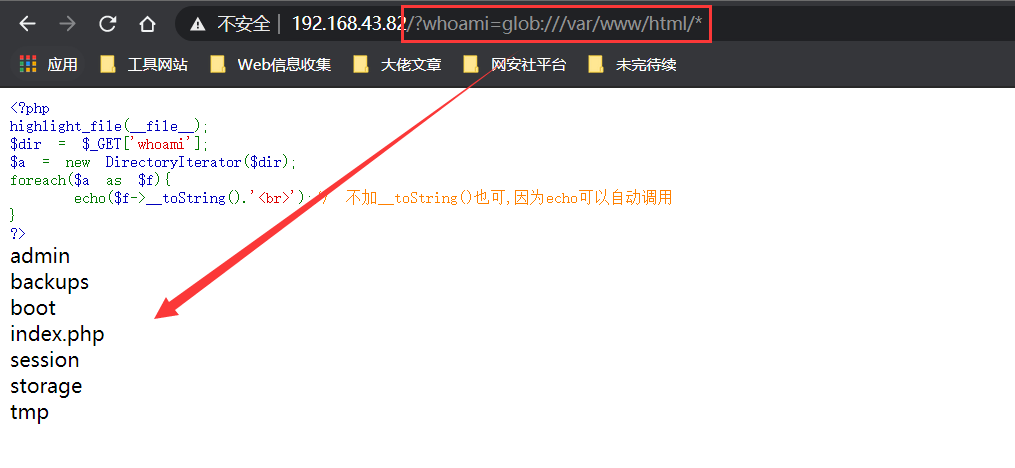 不安全 | 192.168.43.82/?whoami=glob:///var/www/html/*
应用 工具网站 Web信息收集 大佬文章 网安社平台 未完待续
<?php
highlight_file(__file__);
$dir = $_GET['whoami'];
$a = new DirectoryIterator($dir);
foreach($a as $f){
echo($f->__toString().'<br>'); / 不加__toString()也可,因为echo可以自动调用
}
?>
admin
backups
boot
index.php
session
storage
tmp